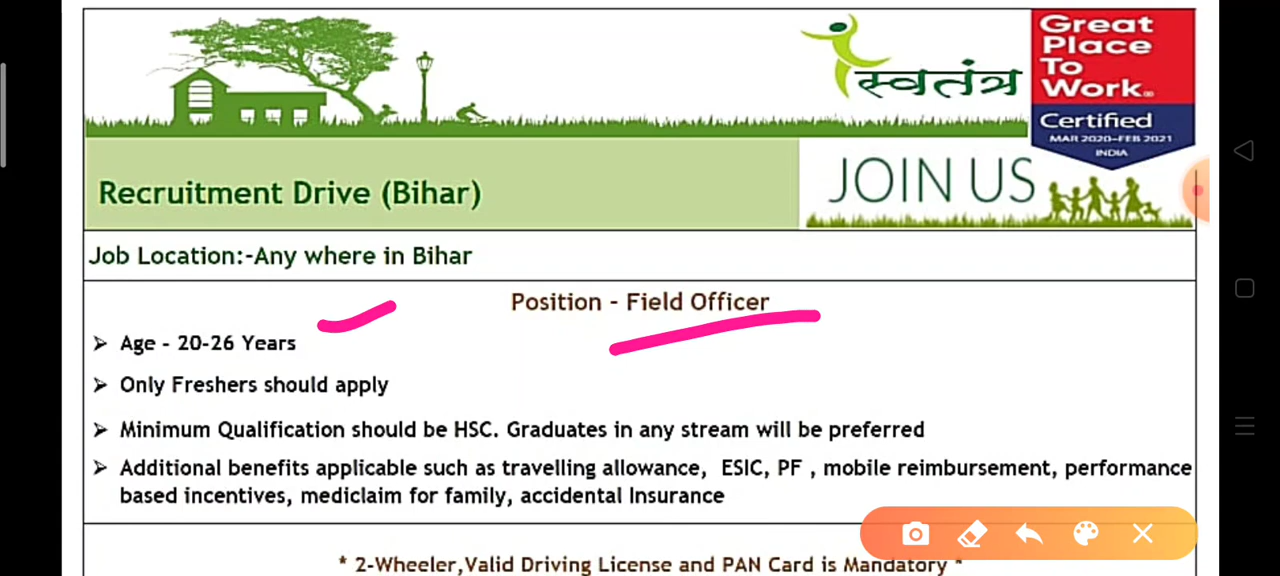 स्वतंत्र
Great
Place
To
Work®
Certified
MAR 2020-FEB 2021
INDIA
JOIN US
Recruitment Drive (Bihar)
Job Location:-Any where in Bihar
Position - Field Officer
➢ Age - 20-26 Years
➢ Only Freshers should apply
➢ Minimum Qualification should be HSC. Graduates in any stream will be preferred
➢ Additional benefits applicable such as travelling allowance, ESIC, PF , mobile reimbursement, performance
based incentives, mediclaim for family, accidental Insurance
* 2-Wheeler,Valid Driving License and PAN Card is Mandatory *